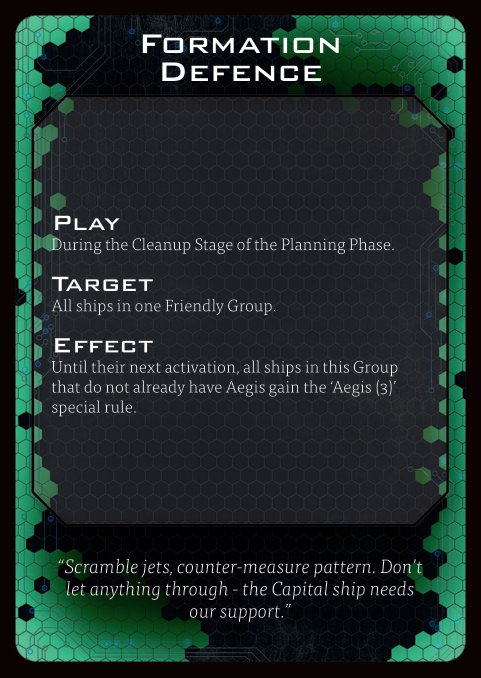 Formation
Defence
Play
During the Cleanup Stage of the Planning Phase.
Target
All ships in one Friendly Group.
Effect
Until their next activation, all ships in this Group
that do not already have Aegis gain the ‘Aegis (3)’
special rule.
“Scramble jets, counter-measure pattern. Don't
let anything through - the Capital ship needs
our support.”